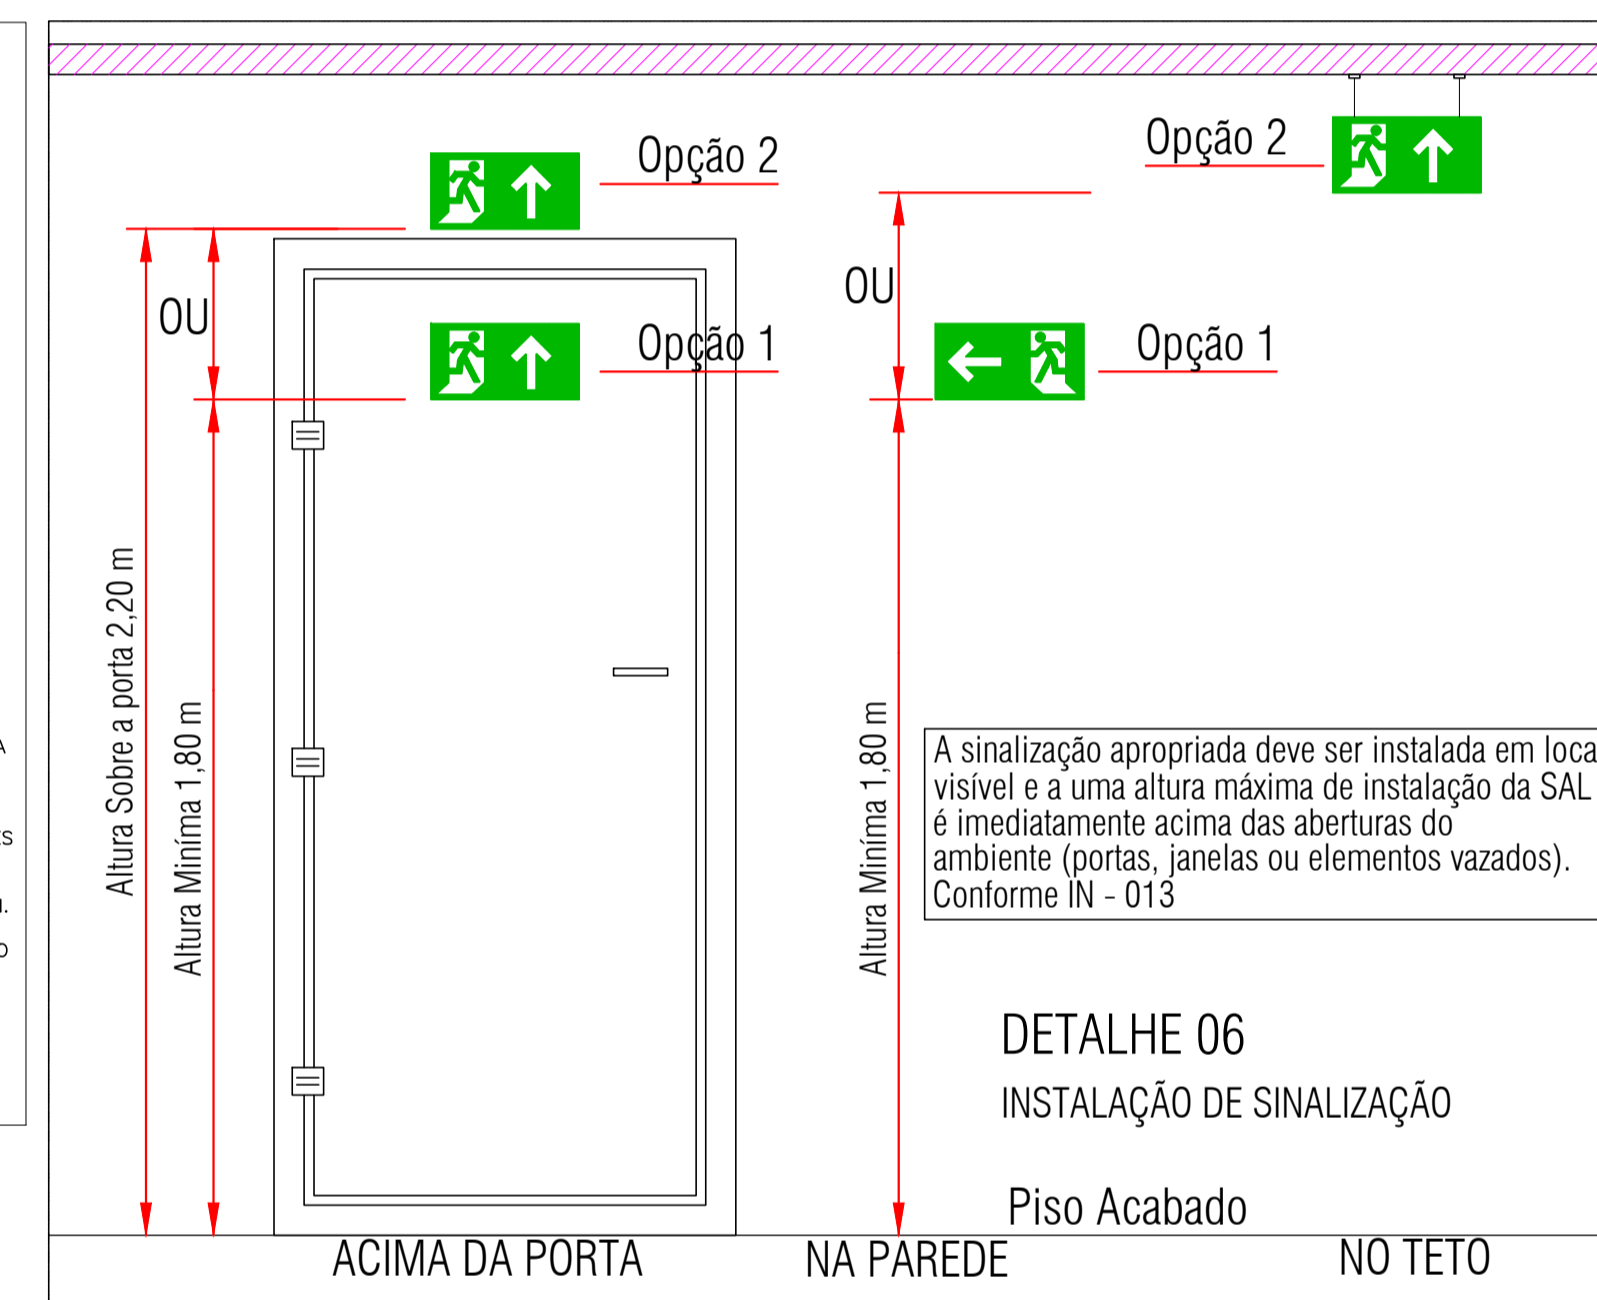 Opção 2
Opção 2
OU
OU
Opção 1
Opção 1
Altura Sobre a porta 2,20 m
Altura Miníma 1,80 m
Altura Miníma 1,80 m
A sinalização apropriada deve ser instalada em loca
visível e a uma altura máxima de instalação da SAL
é imediatamente acima das aberturas do
ambiente (portas, janelas ou elementos vazados).
Conforme IN - 013
DETALHE 06
INSTALAÇÃO DE SINALIZAÇÃO
Piso Acabado
ACIMA DA PORTA
NA PAREDE
NO TETO